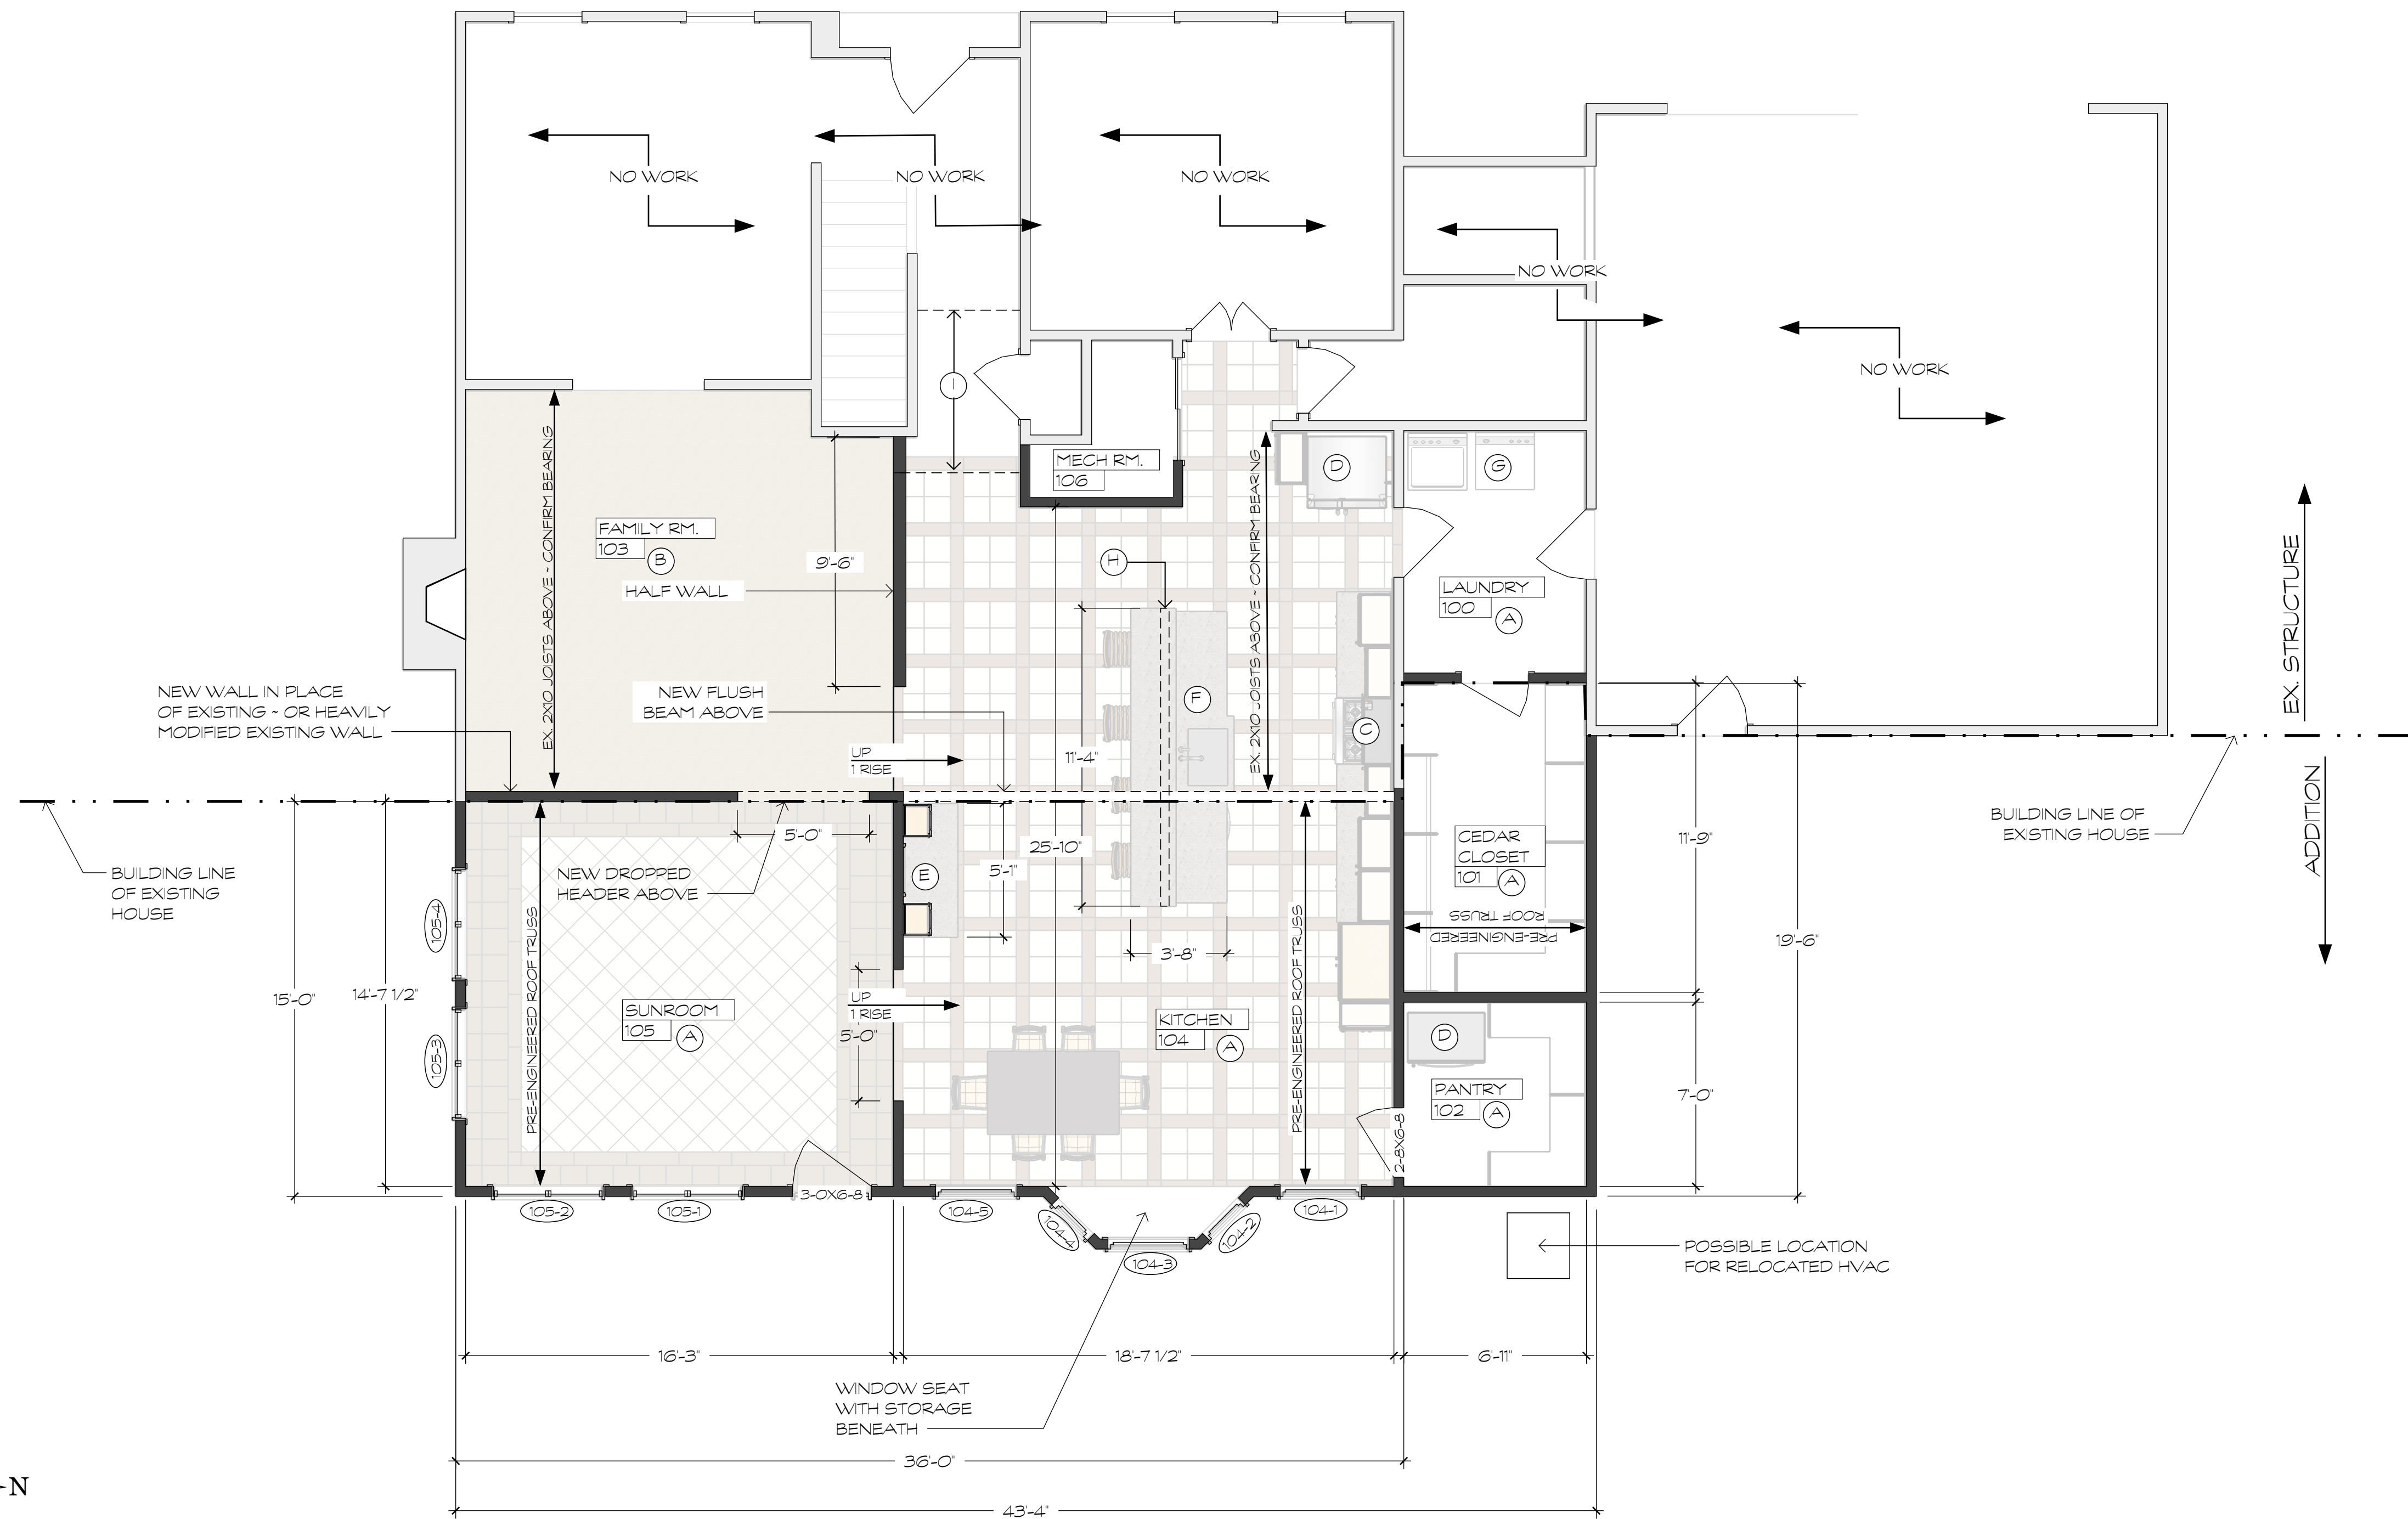 NO WORK
NO WORK
NO WORK
NO WORK
NO WORK
I
MECH RM.
106
D
G
EX. 2X10 JOISTS ABOVE ~ CONFIRM BEARING
EX. 2X10 JOISTS ABOVE ~ CONFIRM BEARING
FAMILY RM.
103
B
9'-6"
HALF WALL
H
LAUNDRY
100
A
EX. STRUCTURE
NEW WALL IN PLACE
OF EXISTING ~ OR HEAVILY
MODIFIED EXISTING WALL
NEW FLUSH
BEAM ABOVE
F
C
UP
1 RISE
11'-4"
ADDITION
BUILDING LINE OF
EXISTING HOUSE
5'-0"
25'-10"
5'-1"
11'-9"
CEDAR
CLOSET
101
A
BUILDING LINE
OF EXISTING
HOUSE
NEW DROPPED
HEADER ABOVE
E
105-4
PRE-ENGINEERED ROOF TRUSS
PRE-ENGINEERED ROOF TRUSS
PRE-ENGINEERED
ROOF TRUSS
3'-8"
19'-6"
15'-0"
14'-7 1/2"
SUNROOM
105
A
UP
1 RISE
5'-0"
KITCHEN
104
A
D
105-3
PANTRY
102
A
7'-0"
2-8X6-8
3-0X6-8
105-2
105-1
104-5
104-4
104-3
104-2
104-1
POSSIBLE LOCATION
FOR RELOCATED HVAC
16'-3"
18'-7 1/2"
6'-11"
WINDOW SEAT
WITH STORAGE
BENEATH
36'-0"
N
43'-4"